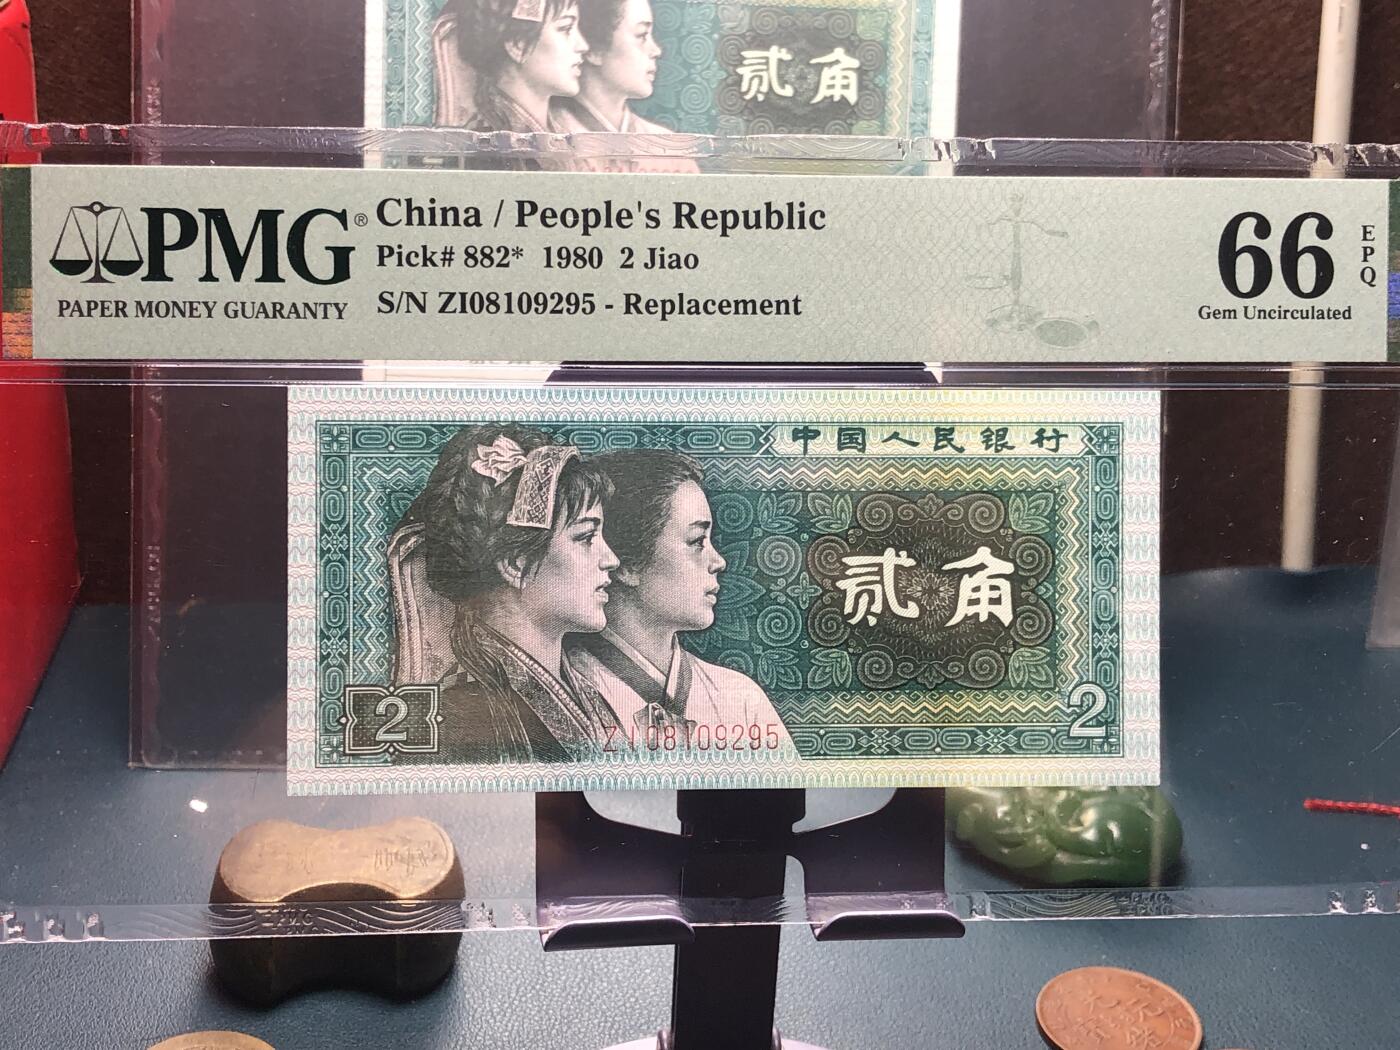 贰角
PMG®
PAPER MONEY GUARANTY
China / People's Republic
Pick# 882* 1980 2 Jiao
S/N ZI08109295 - Replacement
66
EPQ
Gem Uncirculated
中国人民银行
贰角
2
ZI08109295
2